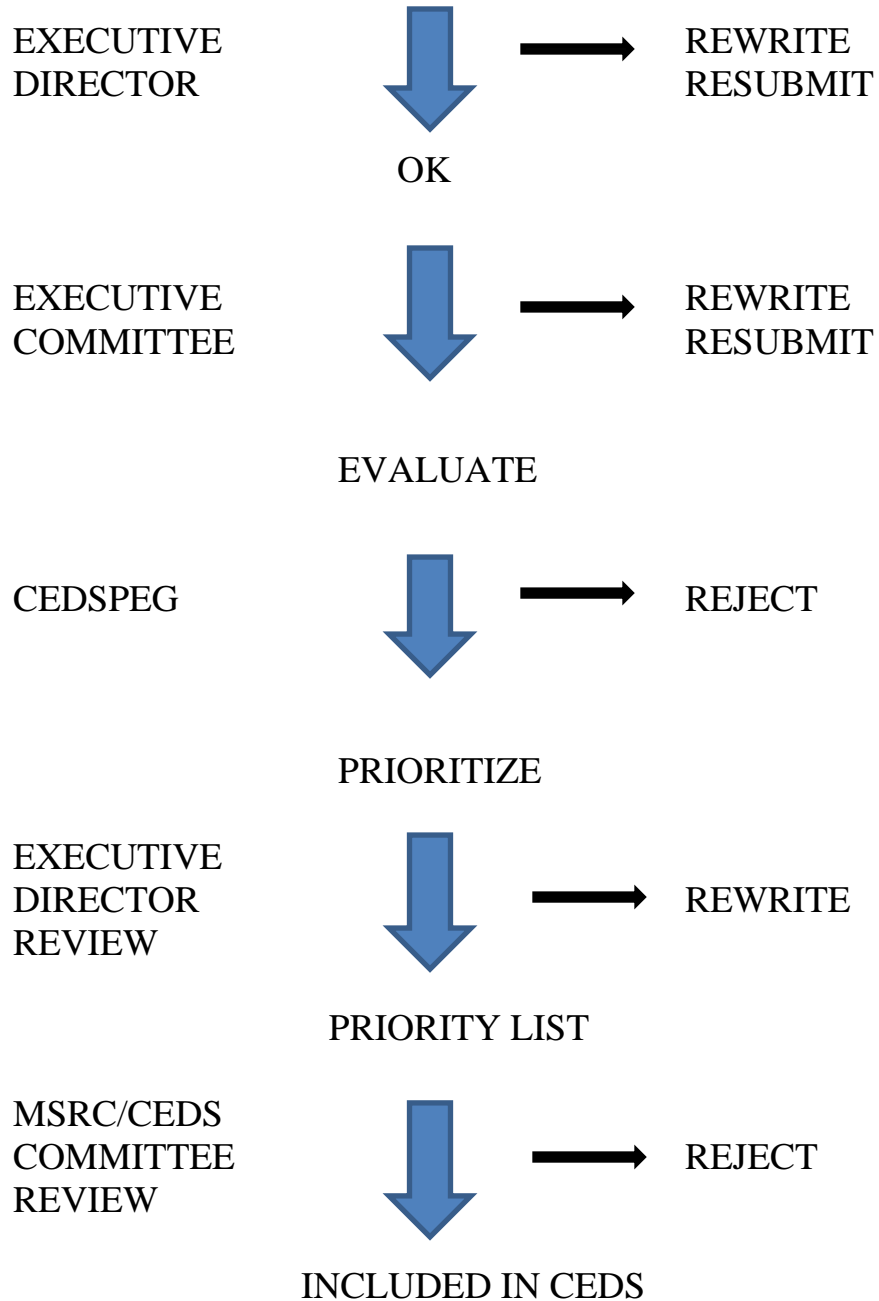 EXECUTIVE
DIRECTOR
REWRITE
RESUBMIT
OK
EXECUTIVE
COMMITTEE
REWRITE
RESUBMIT
EVALUATE
CEDSPEG
REJECT
PRIORITIZE
EXECUTIVE
DIRECTOR
REVIEW
REWRITE
PRIORITY LIST
MSRC/CEDS
COMMITTEE
REVIEW
REJECT
INCLUDED IN CEDS